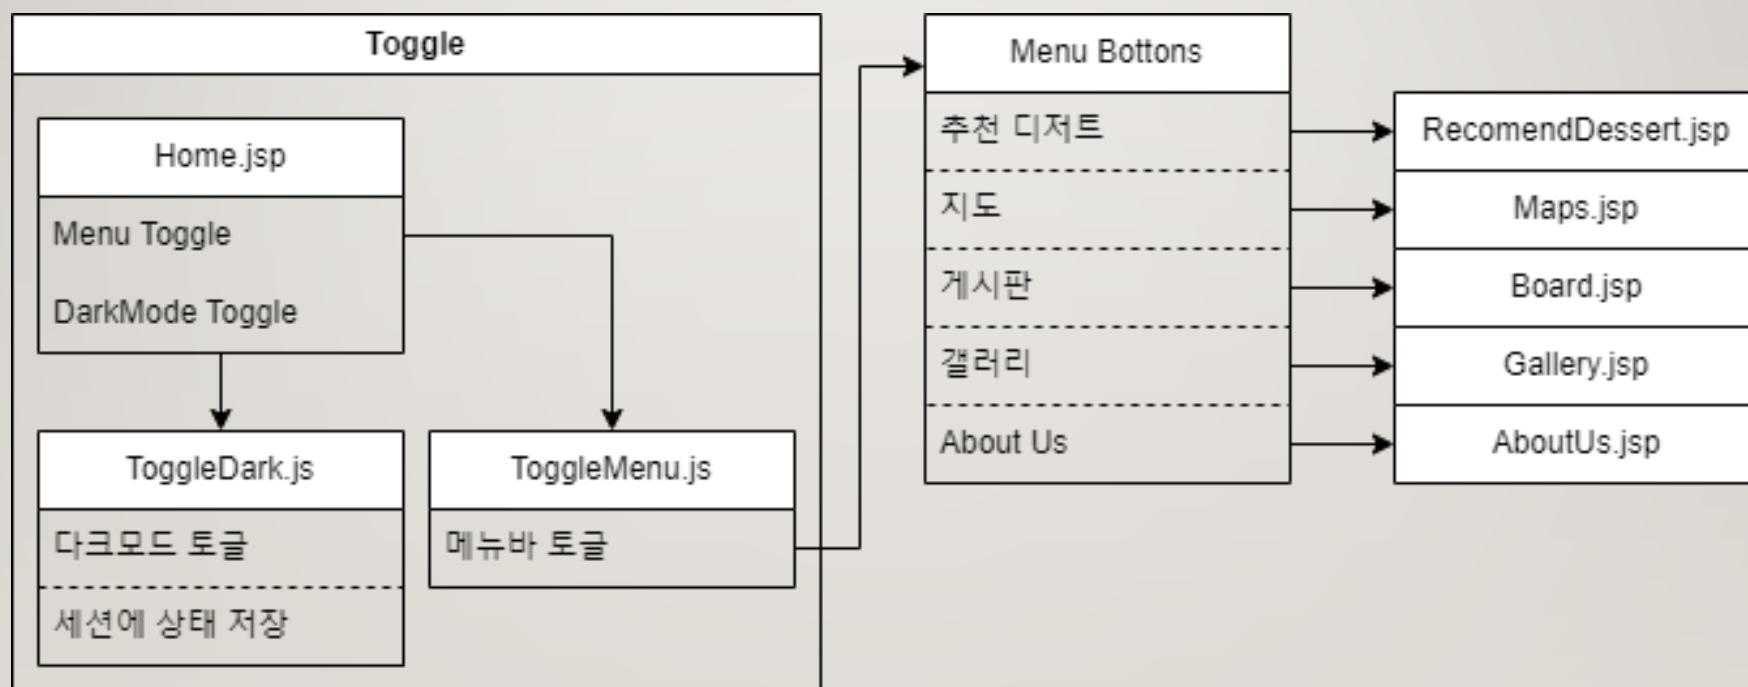 Toggle
Home.jsp
Menu Toggle
DarkMode Toggle
ToggleDark.js
다크모드 토글
세션에 상태 저장
ToggleMenu.js
메뉴바 토글
Menu Bottons
추천 디저트
지도
게시판
갤러리
About Us
RecomendDessert.jsp
Maps.jsp
Board.jsp
Gallery.jsp
AboutUs.jsp